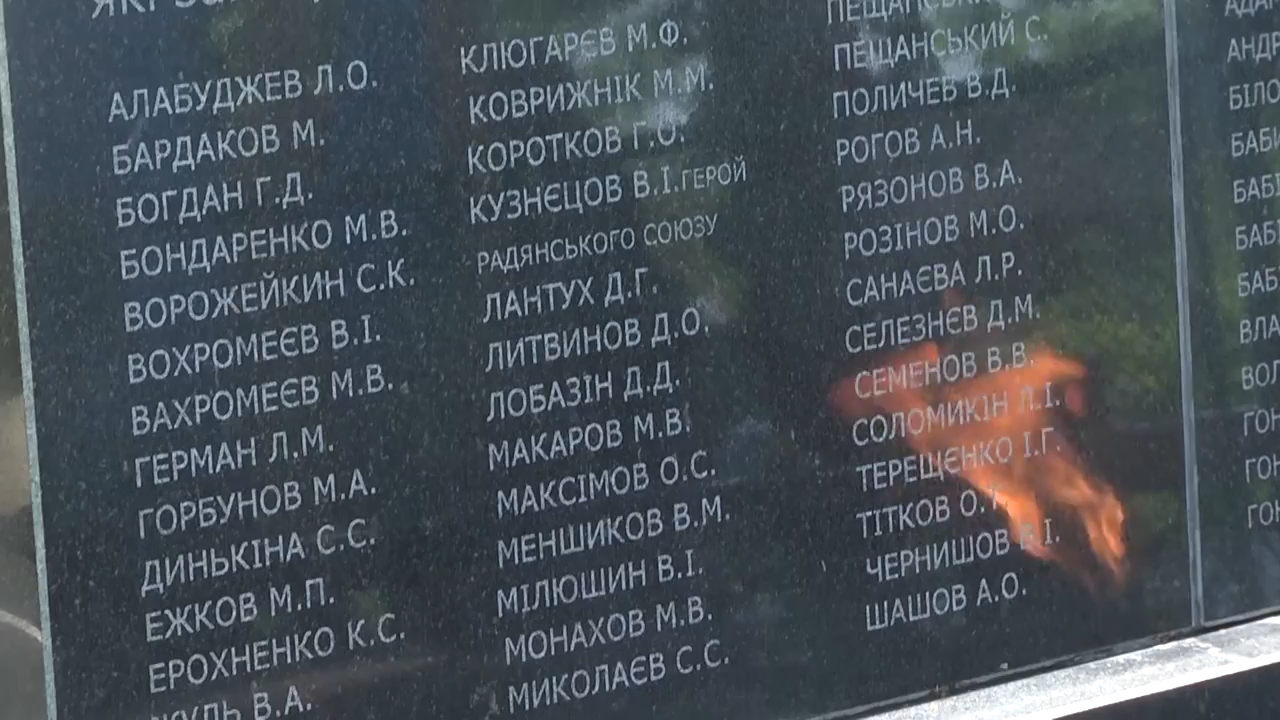 ЯКІ
АЛАБУДЖЕВ Л.О.
БАРДАКОВ М.
БОГДАН Г.Д.
БОНДАРЕНКО М.В.
ВОРОЖЕЙКИН С.К.
ВОХРОМЕЄВ В.І.
ВАХРОМЕЄВ М.В.
ГЕРМАН Л.М.
ГОРБУНОВ М.А.
ДИНЬКІНА С.С.
ЕЖКОВ М.П.
ЕРОХНЕНКО К.С.
В.А.
КЛЮГАРЄВ М.Ф.
КОВРИЖНІК М.М.
КОРОТКОВ Г.О.
КУЗНЄЦОВ В.І.ГЕРОЙ
РАДЯНСЬКОГО СОЮЗУ
ЛАНТУХ Д.Г.
ЛИТВИНОВ Д.О.
ЛОБАЗІН Д.Д.
МАКАРОВ М.В.
МАКСІМОВ О.С.
МЕНШИКОВ В.М.
МІЛЮШИН В.І.
МОНАХОВ М.В.
МИКОЛАЄВ С.С.
ПЕЩАНСЬКИЙ С.
ПОЛИЧЕВ В.Д.
РОГОВ А.Н.
РЯЗОНОВ В.А.
РОЗІНОВ М.О.
САНАЄВА Л.Р.
СЕЛЕЗНЄВ Д.М.
СЕМЕНОВ В.В.
СОЛОМИКІН Л.І.
ТЕРЕЩЄНКО І.Г.
ТІТКОВ
ЧЕРНИШОВ
ШАШОВ А.О.